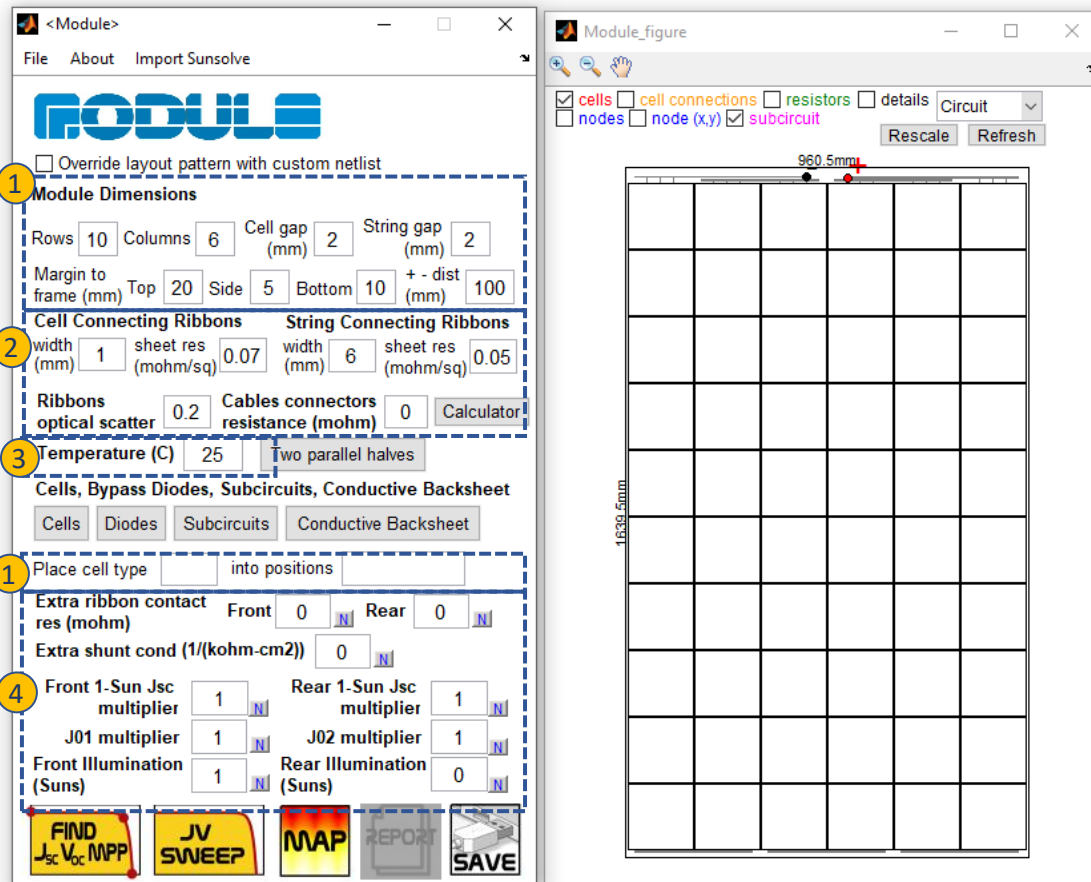 <Module>
File About Import Sunsolve
MODULE
Override layout pattern with custom netlist
1
Module Dimensions
Rows 10 Columns 6 Cell gap (mm) 2 String gap (mm) 2
Margin to frame (mm) Top 20 Side 5 Bottom 10 + - dist (mm) 100
2
Cell Connecting Ribbons String Connecting Ribbons
width (mm) 1 sheet res (mohm/sq) 0.07 width (mm) 6 sheet res (mohm/sq) 0.05
Ribbons optical scatter 0.2 Cables connectors resistance (mohm) 0 Calculator
3
Temperature (C) 25 Two parallel halves
Cells, Bypass Diodes, Subcircuits, Conductive Backsheet
Cells Diodes Subcircuits Conductive Backsheet
1
Place cell type into positions
Extra ribbon contact res (mohm) Front 0 N Rear 0 N
Extra shunt cond (1/(kohm-cm2)) 0 N
4
Front 1-Sun Jsc multiplier 1 N Rear 1-Sun Jsc multiplier 1 N
J01 multiplier 1 N J02 multiplier 1 N
Front Illumination (Suns) 1 N Rear Illumination (Suns) 0 N
FIND Jsc Voc MPP
JV SWEEP
MAP
REPORT
SAVE
Module_figure
cells cell connections resistors details Circuit
nodes node (x,y) subcircuit
Rescale Refresh
960.5mm
1639.5mm